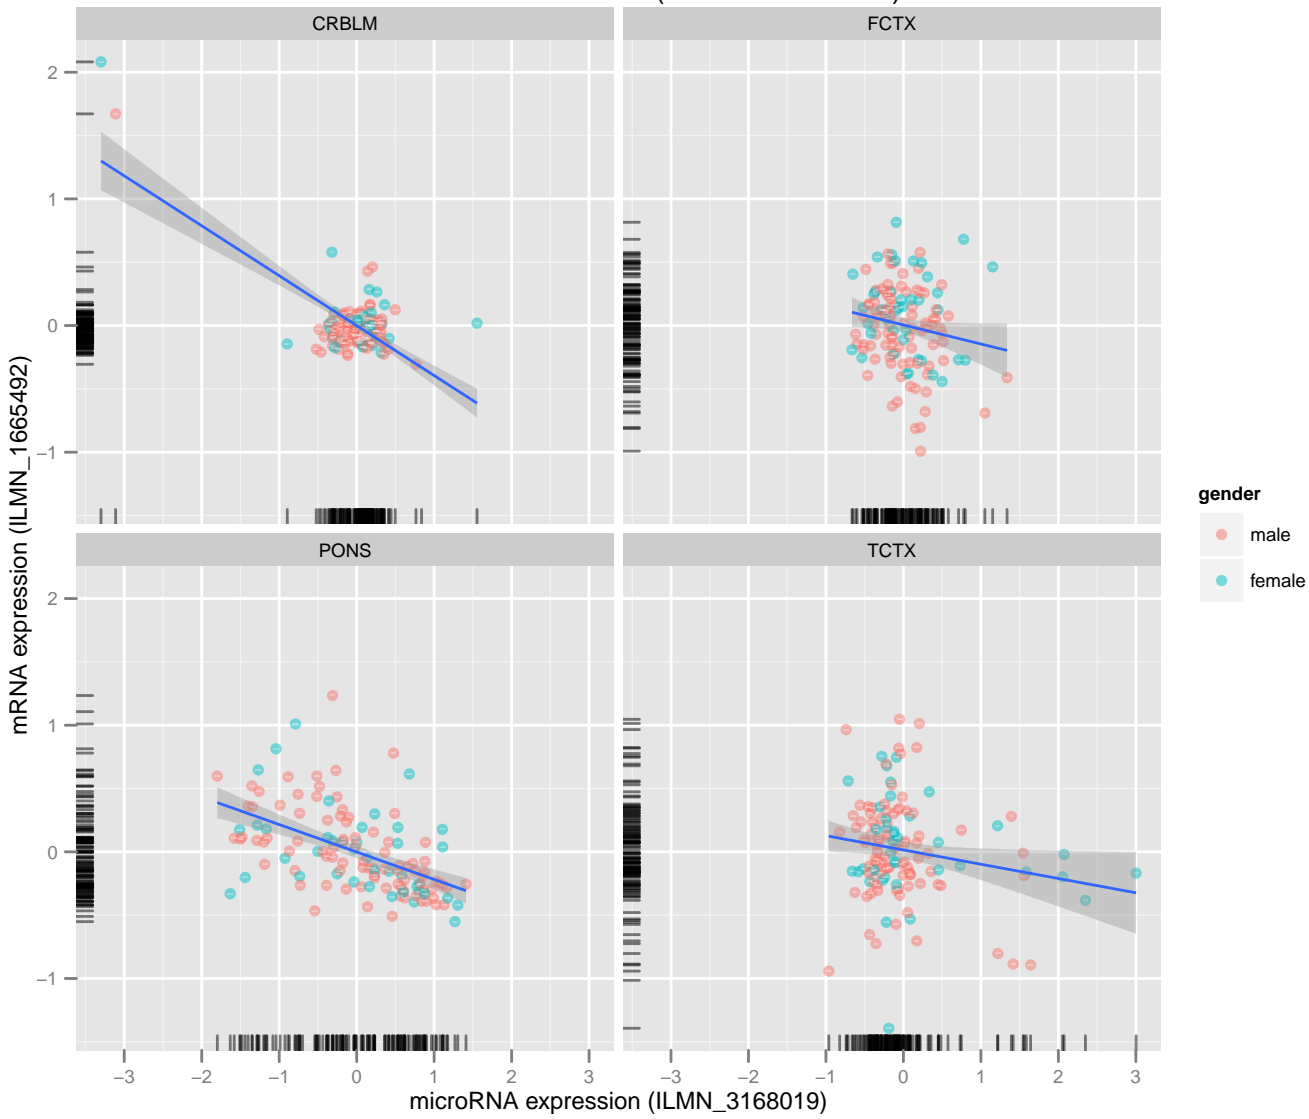 CRBLM
FCTX
2
1
0
−1
PONS
TCTX
2
1
0
−1
−3
−2
−1
0
1
2
3
−3
−2
−1
0
1
2
3
mRNA expression (ILMN_1665492)
microRNA expression (ILMN_3168019)
gender
male
female